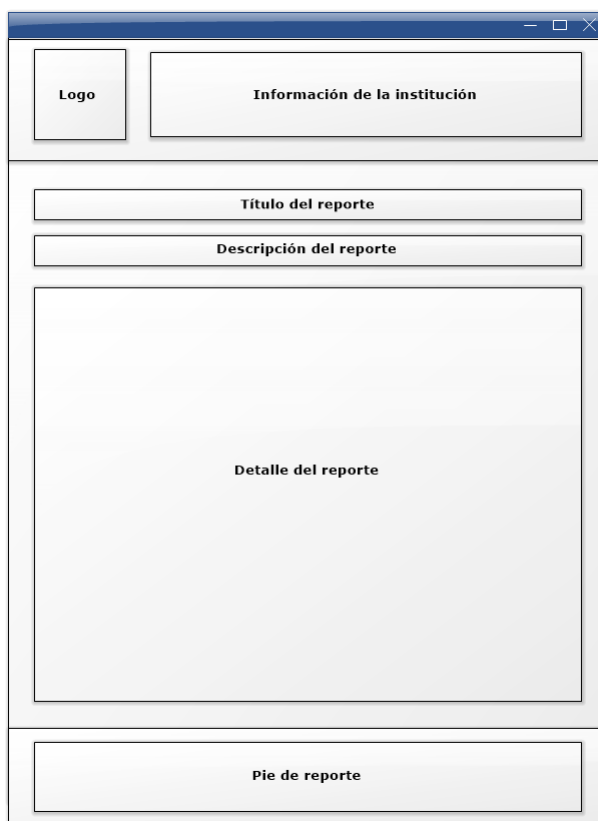 Logo
Información de la institución
Título del reporte
Descripción del reporte
Detalle del reporte
Pie de reporte